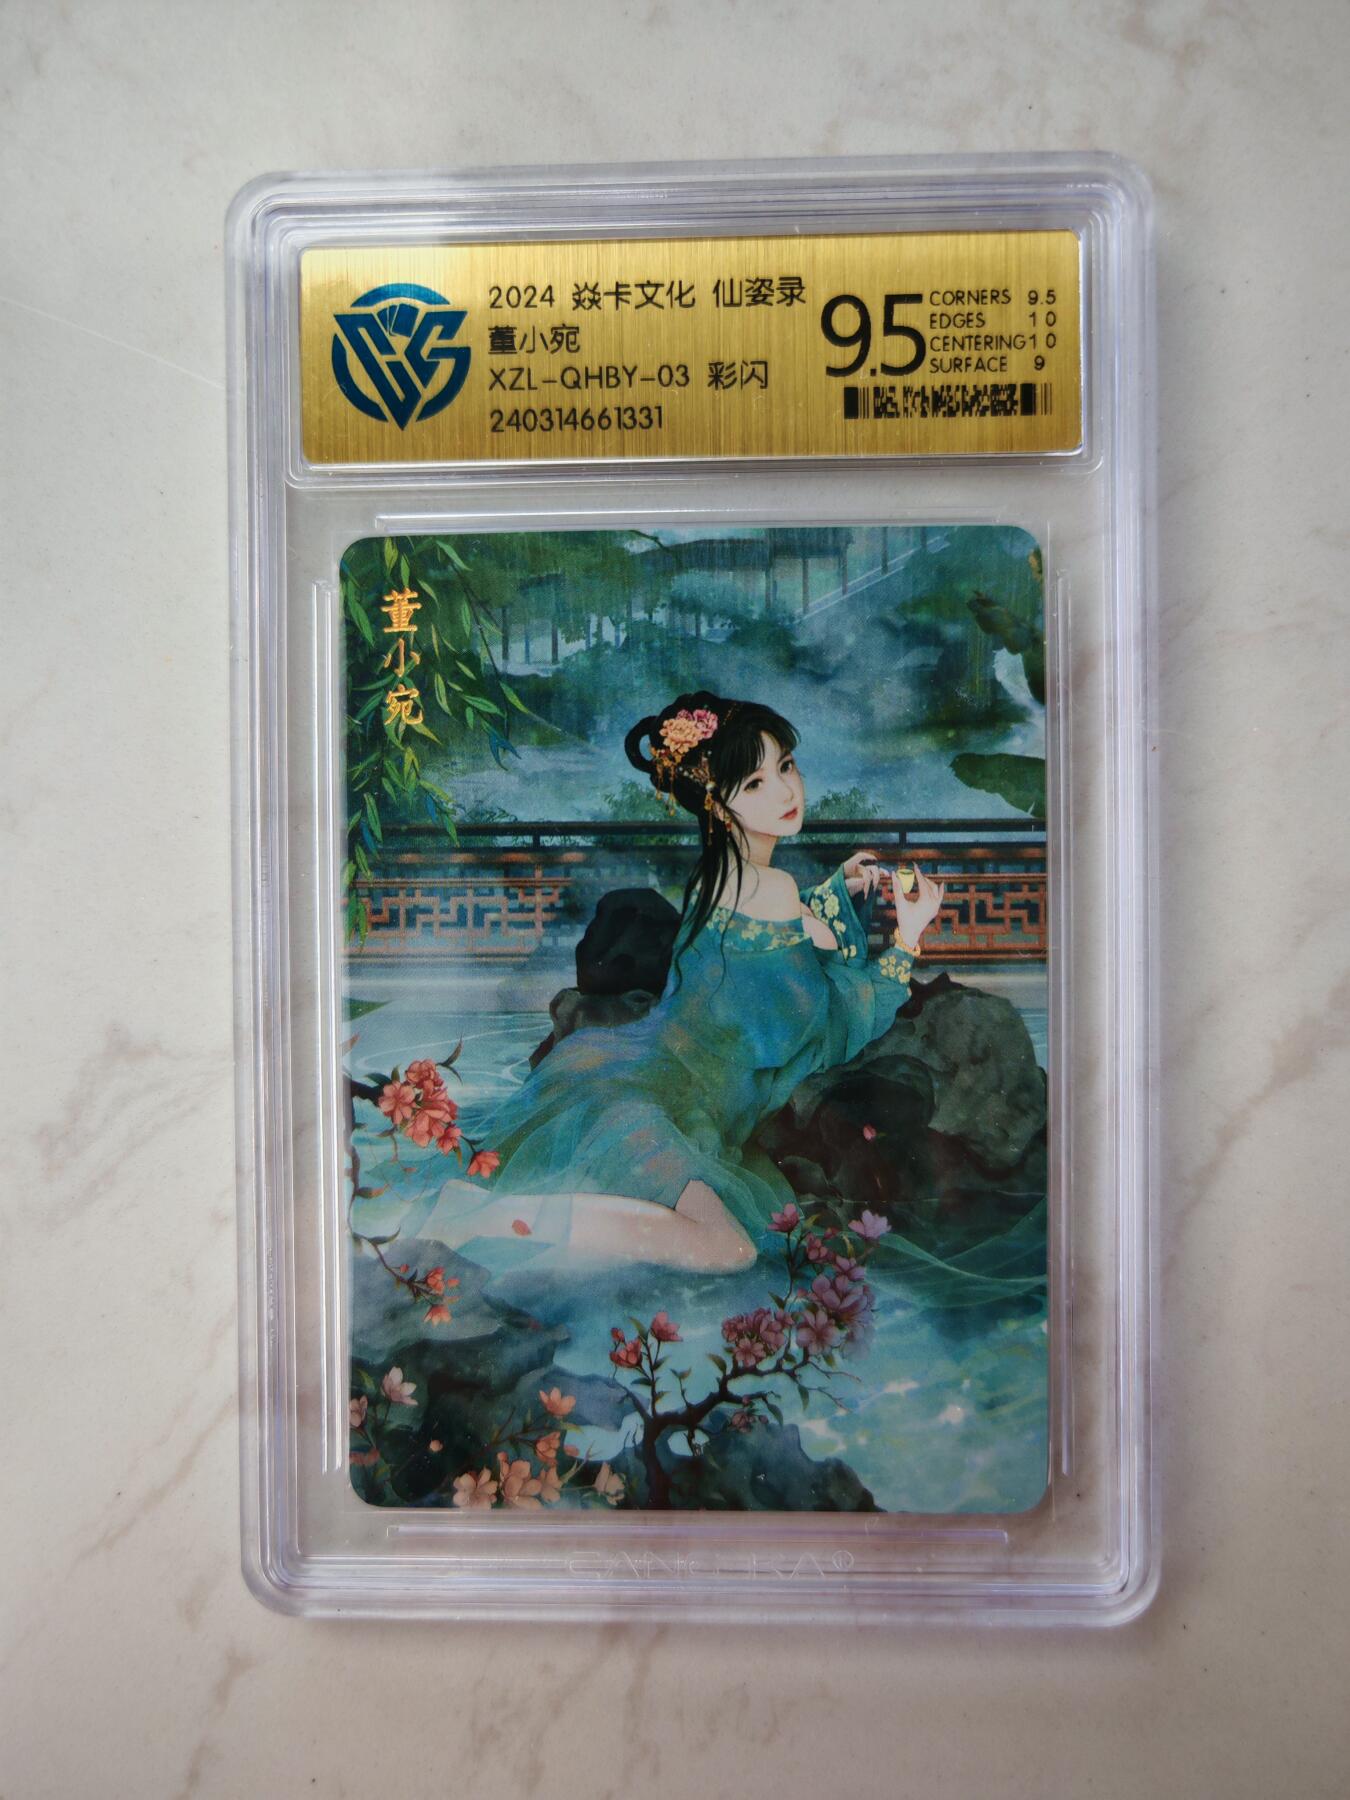 2024 焱卡文化 仙姿录
董小宛
XZL-QHBY-03 彩闪
240314661331
9.5
CORNERS 9.5
EDGES 10
CENTERING 10
SURFACE 9
董小宛